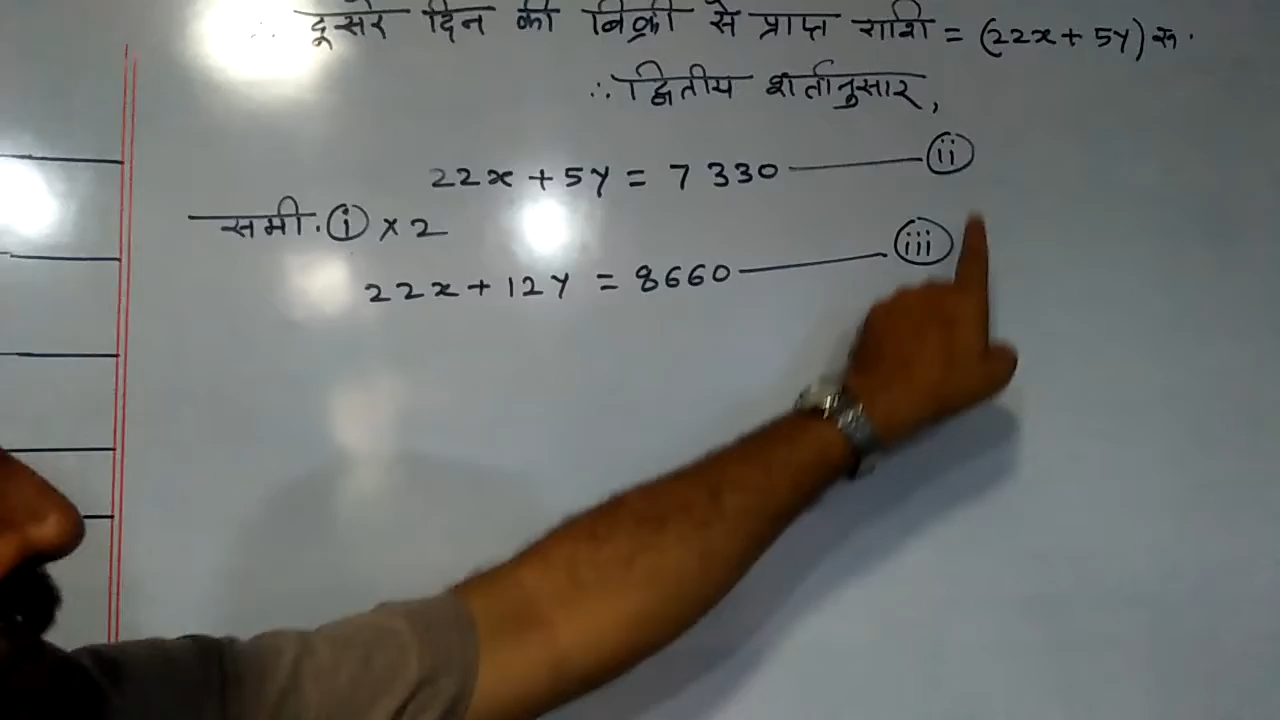 ∴ दूसरे दिन की बिक्री से प्राप्त राशि = (22x + 5y) रू.
∴ द्वितीय शर्तानुसार,
22x + 5y = 7330 —— (ii)
समी. (i) × 2
22x + 12y = 8660 —— (iii)